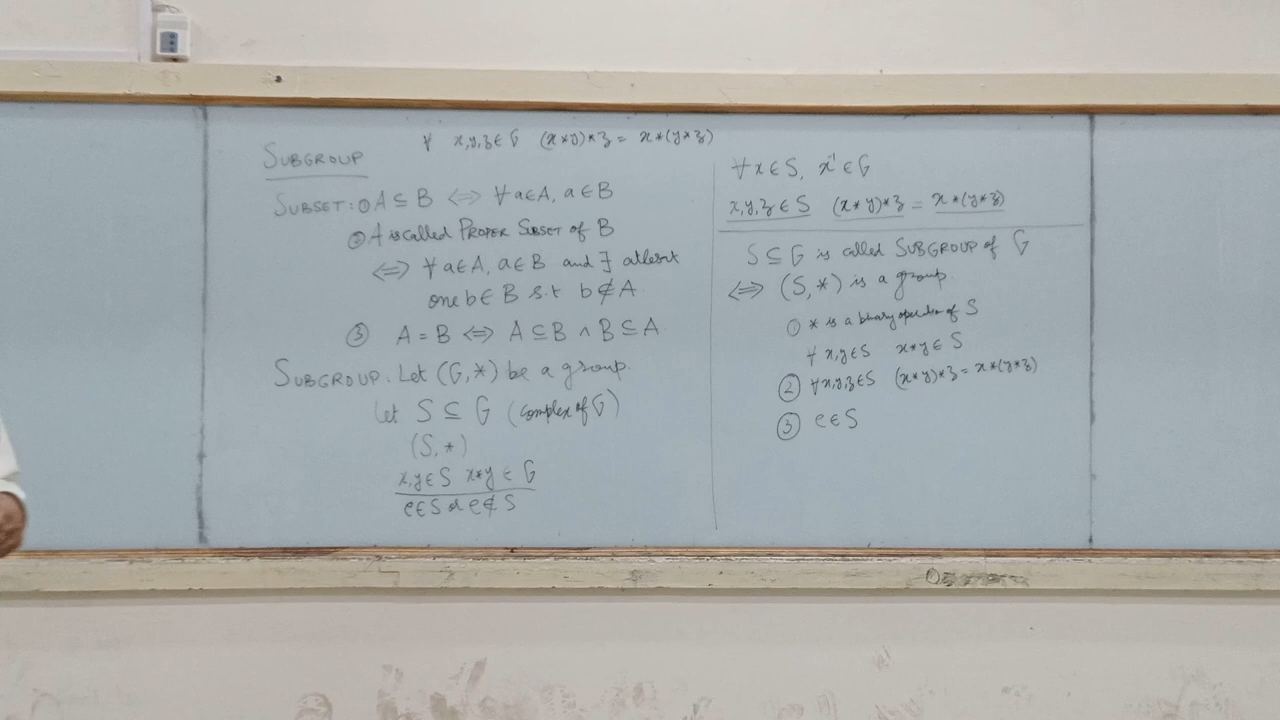 ∀ x,y,z ∈ G (x*y)*z = x*(y*z)
SUBGROUP
SUBSET: ① A ⊆ B ⟺ ∀ a∈A, a∈B
② A is called PROPER SUBSET of B
⟺ ∀ a∈A, a∈B and ∃ atleast
one b∈B s.t b∉A
③ A = B ⟺ A ⊆ B ∧ B ⊆ A.
SUBGROUP. Let (G,*) be a group.
Let S ⊆ G (complex of G)
(S,*)
x,y∈S x*y ∈ G
e∈S or e∉S
∀ x∈S, x⁻¹∈G
x,y,z ∈ S (x*y)*z = x*(y*z)
S ⊆ G is called SUBGROUP of G
⟺ (S,*) is a group.
① * is a binary operation of S
∀ x,y∈S x*y∈S
② ∀x,y,z∈S (x*y)*z = x*(y*z)
③ e∈S